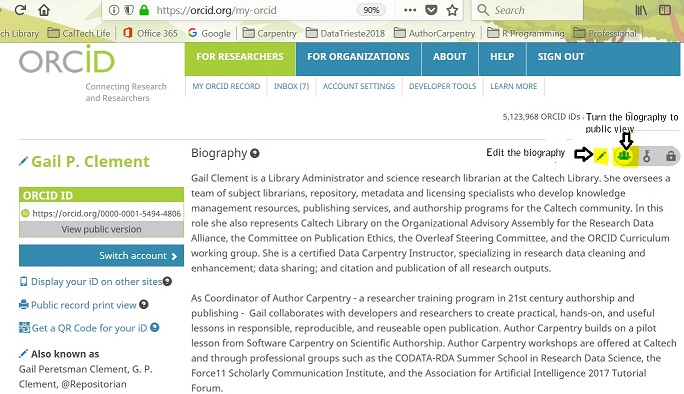 https://orcid.org/my-orcid
90%
Search
ch Library
CalTech Life
Office 365
Google
Carpentry
DataTrieste2018
AuthorCarpentry
R Programming
Professional
ORCID
Connecting Research
and Researchers
FOR RESEARCHERS
FOR ORGANIZATIONS
ABOUT
HELP
SIGN OUT
MY ORCID RECORD
INBOX (7)
ACCOUNT SETTINGS
DEVELOPER TOOLS
LEARN MORE
5,123,968 ORCID iDs
Turn the biography to
public view
Edit the biography
Gail P. Clement
ORCID ID
https://orcid.org/0000-0001-5494-4806
View public version
Switch account
Display your iD on other sites
Public record print view
Get a QR Code for your iD
Also known as
Gail Peretsman Clement, G. P.
Clement, @Repositorian
Biography
Gail Clement is a Library Administrator and science research librarian at the Caltech Library. She oversees a
team of subject librarians, repository, metadata and licensing specialists who develop knowledge
management resources, publishing services, and authorship programs for the Caltech community. In this
role she also represents Caltech Library on the Organizational Advisory Assembly for the Research Data
Alliance, the Committee on Publication Ethics, the Overleaf Steering Committee, and the ORCID Curriculum
working group. She is a certified Data Carpentry Instructor, specializing in research data cleaning and
enhancement; data sharing; and citation and publication of all research outputs.
As Coordinator of Author Carpentry - a researcher training program in 21st century authorship and
publishing - Gail collaborates with developers and researchers to create practical, hands-on, and useful
lessons in responsible, reproducible, and reuseable open publication. Author Carpentry builds on a pilot
lesson from Software Carpentry on Scientific Authorship. Author Carpentry workshops are offered at Caltech
and through professional groups such as the CODATA-RDA Summer School in Research Data Science, the
Force11 Scholarly Communication Institute, and the Association for Artificial Intelligence 2017 Tutorial
Forum.